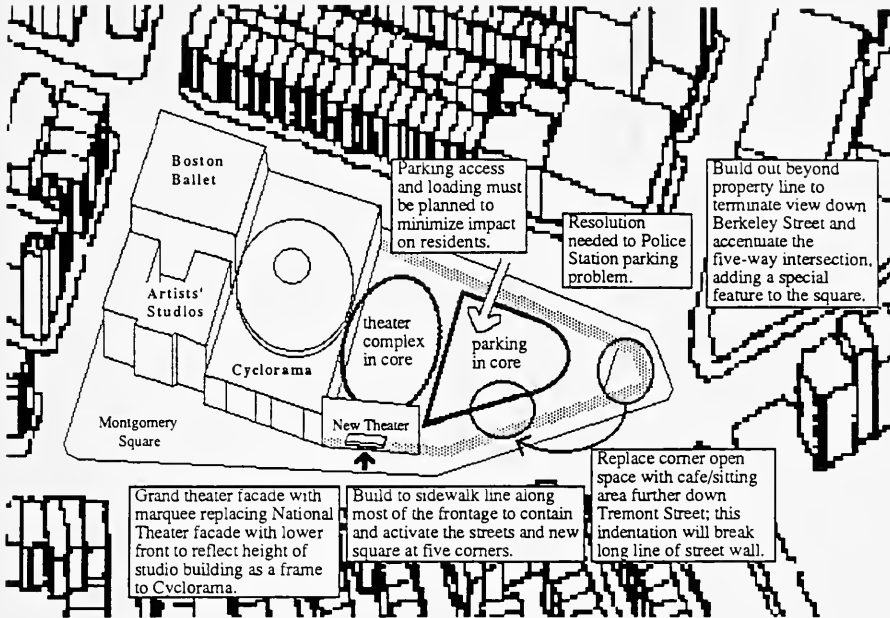 Boston
Ballet
Artists'
Studios
Cyclorama
Montgomery
Square
theater
complex
in core
New Theater
parking
in core
Parking access
and loading must
be planned to
minimize impact
on residents.
Resolution
needed to Police
Station parking
problem.
Build out beyond
property line to
terminate view down
Berkeley Street and
accentuate the
five-way intersection,
adding a special
feature to the square.
Grand theater facade with
marquee replacing National
Theater facade with lower
front to reflect height of
studio building as a frame
to Cyclorama.
Build to sidewalk line along
most of the frontage to contain
and activate the streets and new
square at five corners.
Replace corner open
space with cafe/sitting
area further down
Tremont Street; this
indentation will break
long line of street wall.